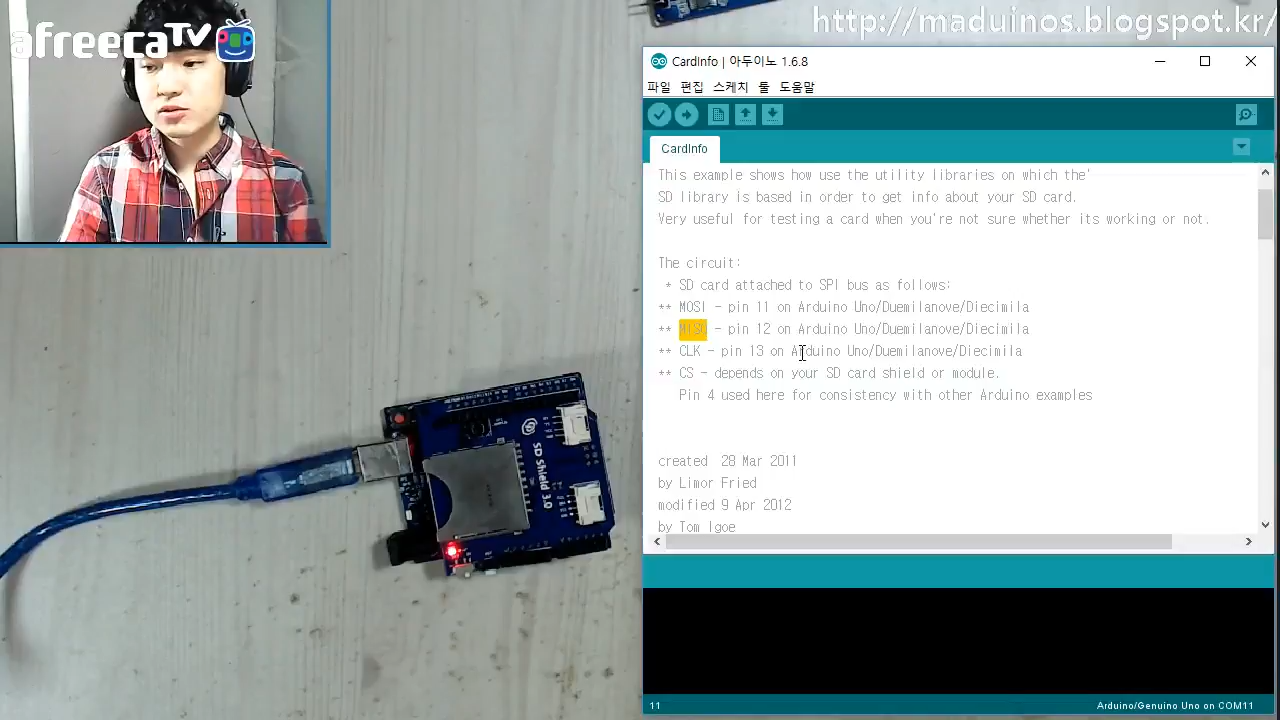 afreecaTV
http://aduinos.blogspot.kr/
CardInfo | 아두이노 1.6.8
파일 편집 스케치 툴 도움말
CardInfo
This example shows how use the utility libraries on which the'
SD library is based in order to get info about your SD card.
Very useful for testing a card when you're not sure whether its working or not.
The circuit:
* SD card attached to SPI bus as follows:
** MOSI - pin 11 on Arduino Uno/Duemilanove/Diecimila
** MISO - pin 12 on Arduino Uno/Duemilanove/Diecimila
** CLK - pin 13 on Arduino Uno/Duemilanove/Diecimila
** CS - depends on your SD card shield or module.
Pin 4 used here for consistency with other Arduino examples
created 28 Mar 2011
by Limor Fried
modified 9 Apr 2012
by Tom Igoe
SD Shield 3.0
11
Arduino/Genuino Uno on COM11